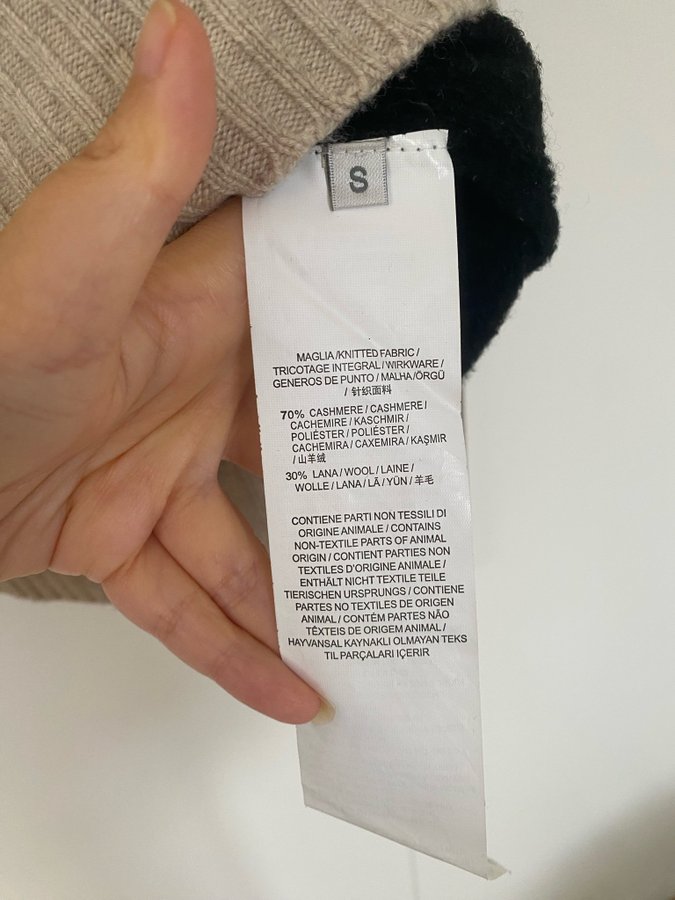 S
MAGLIA /KNITTED FABRIC /
TRICOTAGE INTEGRAL / WIRKWARE /
GENEROS DE PUNTO / MALHA /ÖRGÜ
/ 针织面料
70% CASHMERE / CASHMERE /
CACHEMIRE / KASCHMIR /
POLIÉSTER / POLIÉSTER /
CACHEMIRA / CAXEMIRA / KAŞMIR
/ 山羊绒
30% LANA / WOOL / LAINE /
WOLLE / LANA / LÃ / YÜN / 羊毛
CONTIENE PARTI NON TESSILI DI
ORIGINE ANIMALE / CONTAINS
NON-TEXTILE PARTS OF ANIMAL
ORIGIN / CONTIENT PARTIES NON
TEXTILES D'ORIGINE ANIMALE /
ENTHÄLT NICHT TEXTILE TEILE
TIERISCHEN URSPRUNGS / CONTIENE
PARTES NO TEXTILES DE ORIGEN
ANIMAL / CONTÉM PARTES NÃO
TÊXTEIS DE ORIGEM ANIMAL /
HAYVANSAL KAYNAKLI OLMAYAN TEKS
TIL PARÇALARI IÇERIR